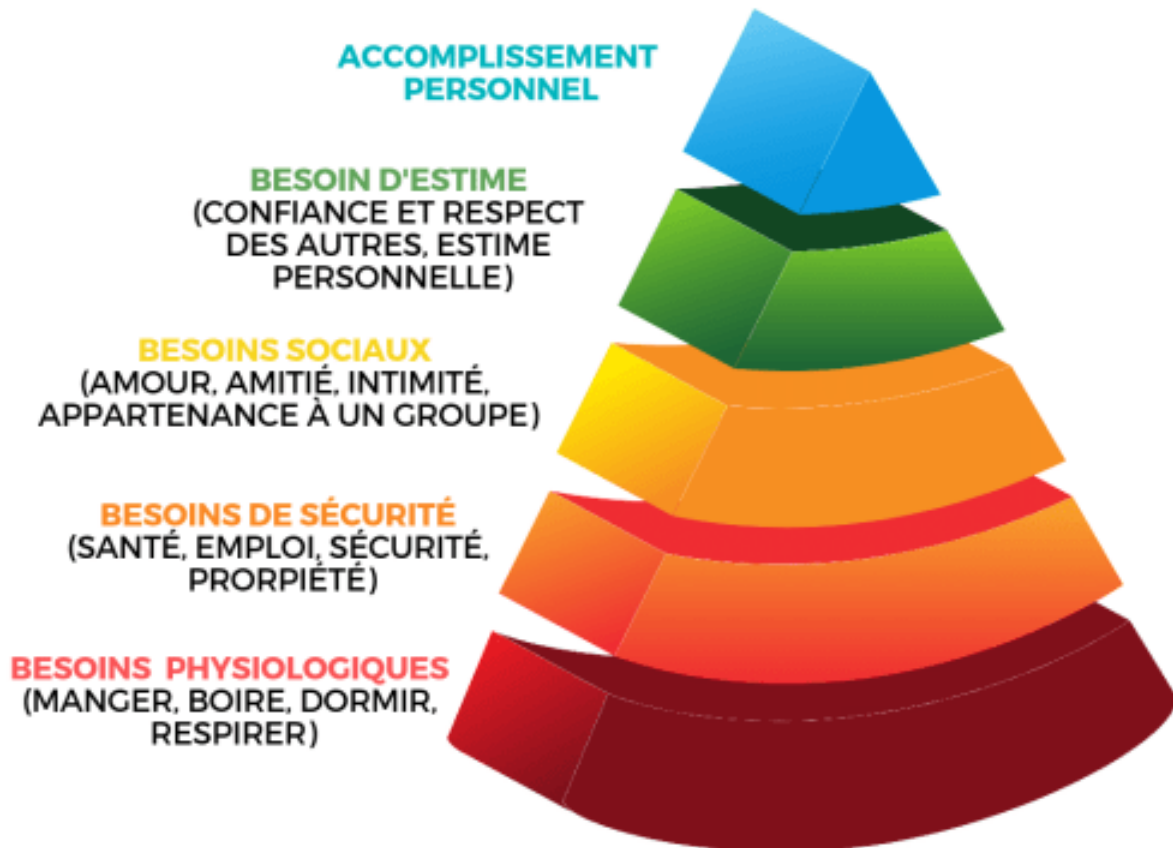 ACCOMPLISSEMENT
PERSONNEL
BESOIN D'ESTIME
(CONFIANCE ET RESPECT
DES AUTRES, ESTIME
PERSONNELLE)
BESOINS SOCIAUX
(AMOUR, AMITIÉ, INTIMITÉ,
APPARTENANCE À UN GROUPE)
BESOINS DE SÉCURITÉ
(SANTÉ, EMPLOI, SÉCURITÉ,
PRORPIÉTÉ)
BESOINS PHYSIOLOGIQUES
(MANGER, BOIRE, DORMIR,
RESPIRER)